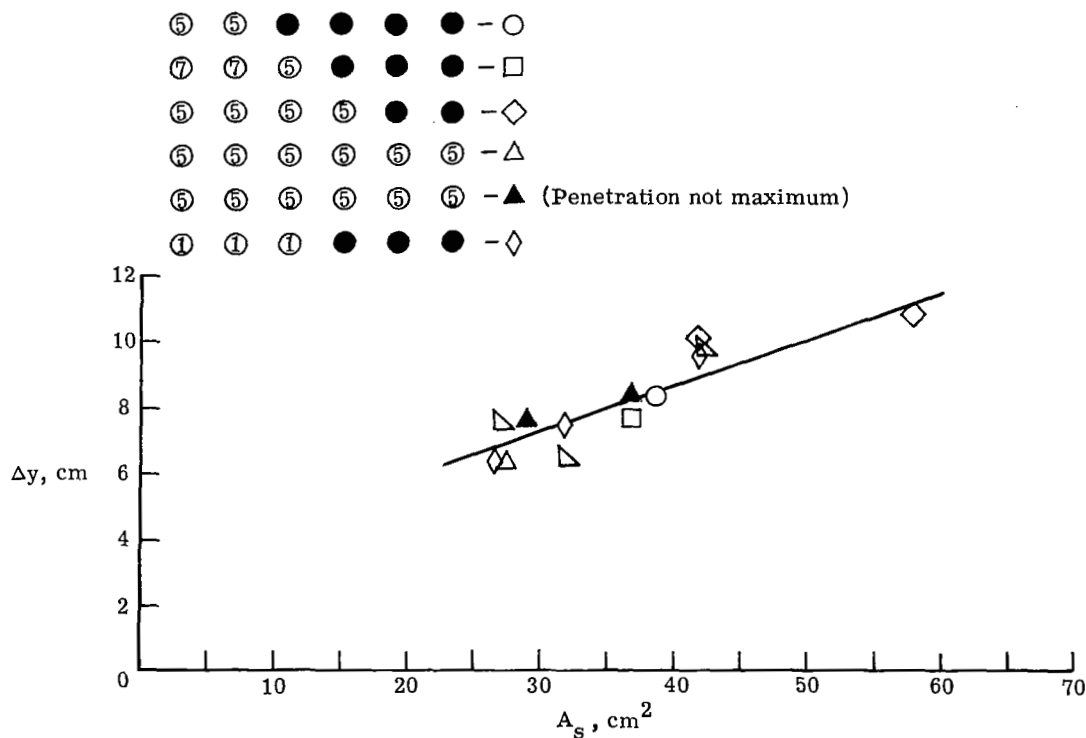 ⑤ ⑤ ● ● ● ● – ○
⑦ ⑦ ⑤ ● ● ● – □
⑤ ⑤ ⑤ ⑤ ● ● – ◇
⑤ ⑤ ⑤ ⑤ ⑤ ⑤ – △
⑤ ⑤ ⑤ ⑤ ⑤ ⑤ – ▲ (Penetration not maximum)
① ① ① ● ● ● – ◊
12
10
8
Δy, cm
6
4
2
0 10 20 30 40 50 60 70
A_s, cm²